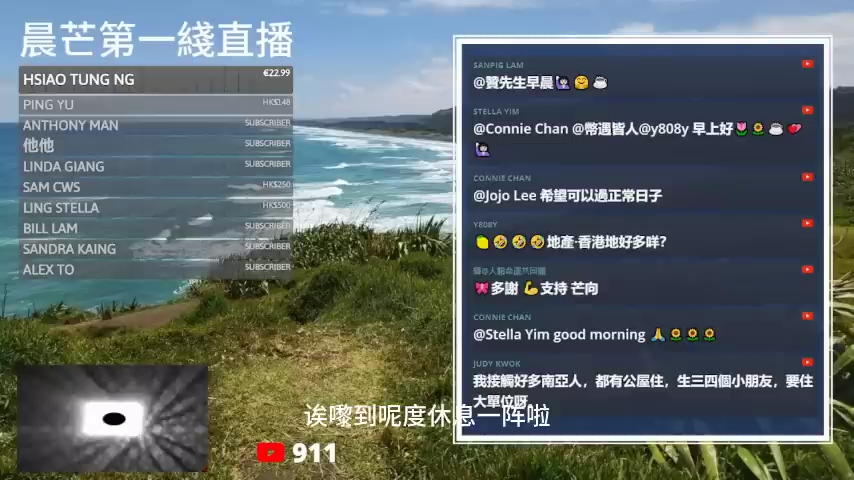 晨芒第一綫直播
HSIAO TUNG NG €22.99
PING YU HK$148
ANTHONY MAN SUBSCRIBER
他他 SUBSCRIBER
LINDA GIANG SUBSCRIBER
SAM CWS HK$250
LING STELLA HK$500
BILL LAM SUBSCRIBER
SANDRA KAING SUBSCRIBER
ALEX TO SUBSCRIBER
SANPIG LAM
@贊先生早晨🙋🏻‍♀️🤗☕
STELLA YIM
@Connie Chan @幣遇皆人@y808y 早上好🌷🌻☕💝
🙋🏻‍♀️
CONNIE CHAN
@Jojo Lee 希望可以過正常日子
Y808Y
🍋🤣🤣🤣地產·香港地好多咩?
🎀多謝 💪支持 芒向
CONNIE CHAN
@Stella Yim good morning 🙏🌻🌻🌻
JUDY KWOK
我接觸好多南亞人，都有公屋住，生三四個小朋友，要住
大單位呀
诶嚟到呢度休息一阵啦
911